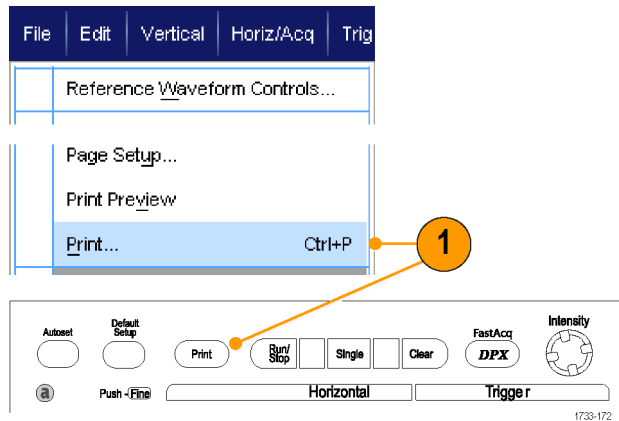 File Edit Vertical Horiz/Acq Trig
Reference Waveform Controls...
Page Setup...
Print Preview
Print... Ctrl+P
1
Autoset
Default
Setup
Print
Run/
Stop
Single
Clear
FastAcq
DPX
Intensity
a
Push - Fine
Horizontal
Trigge r
1733-172